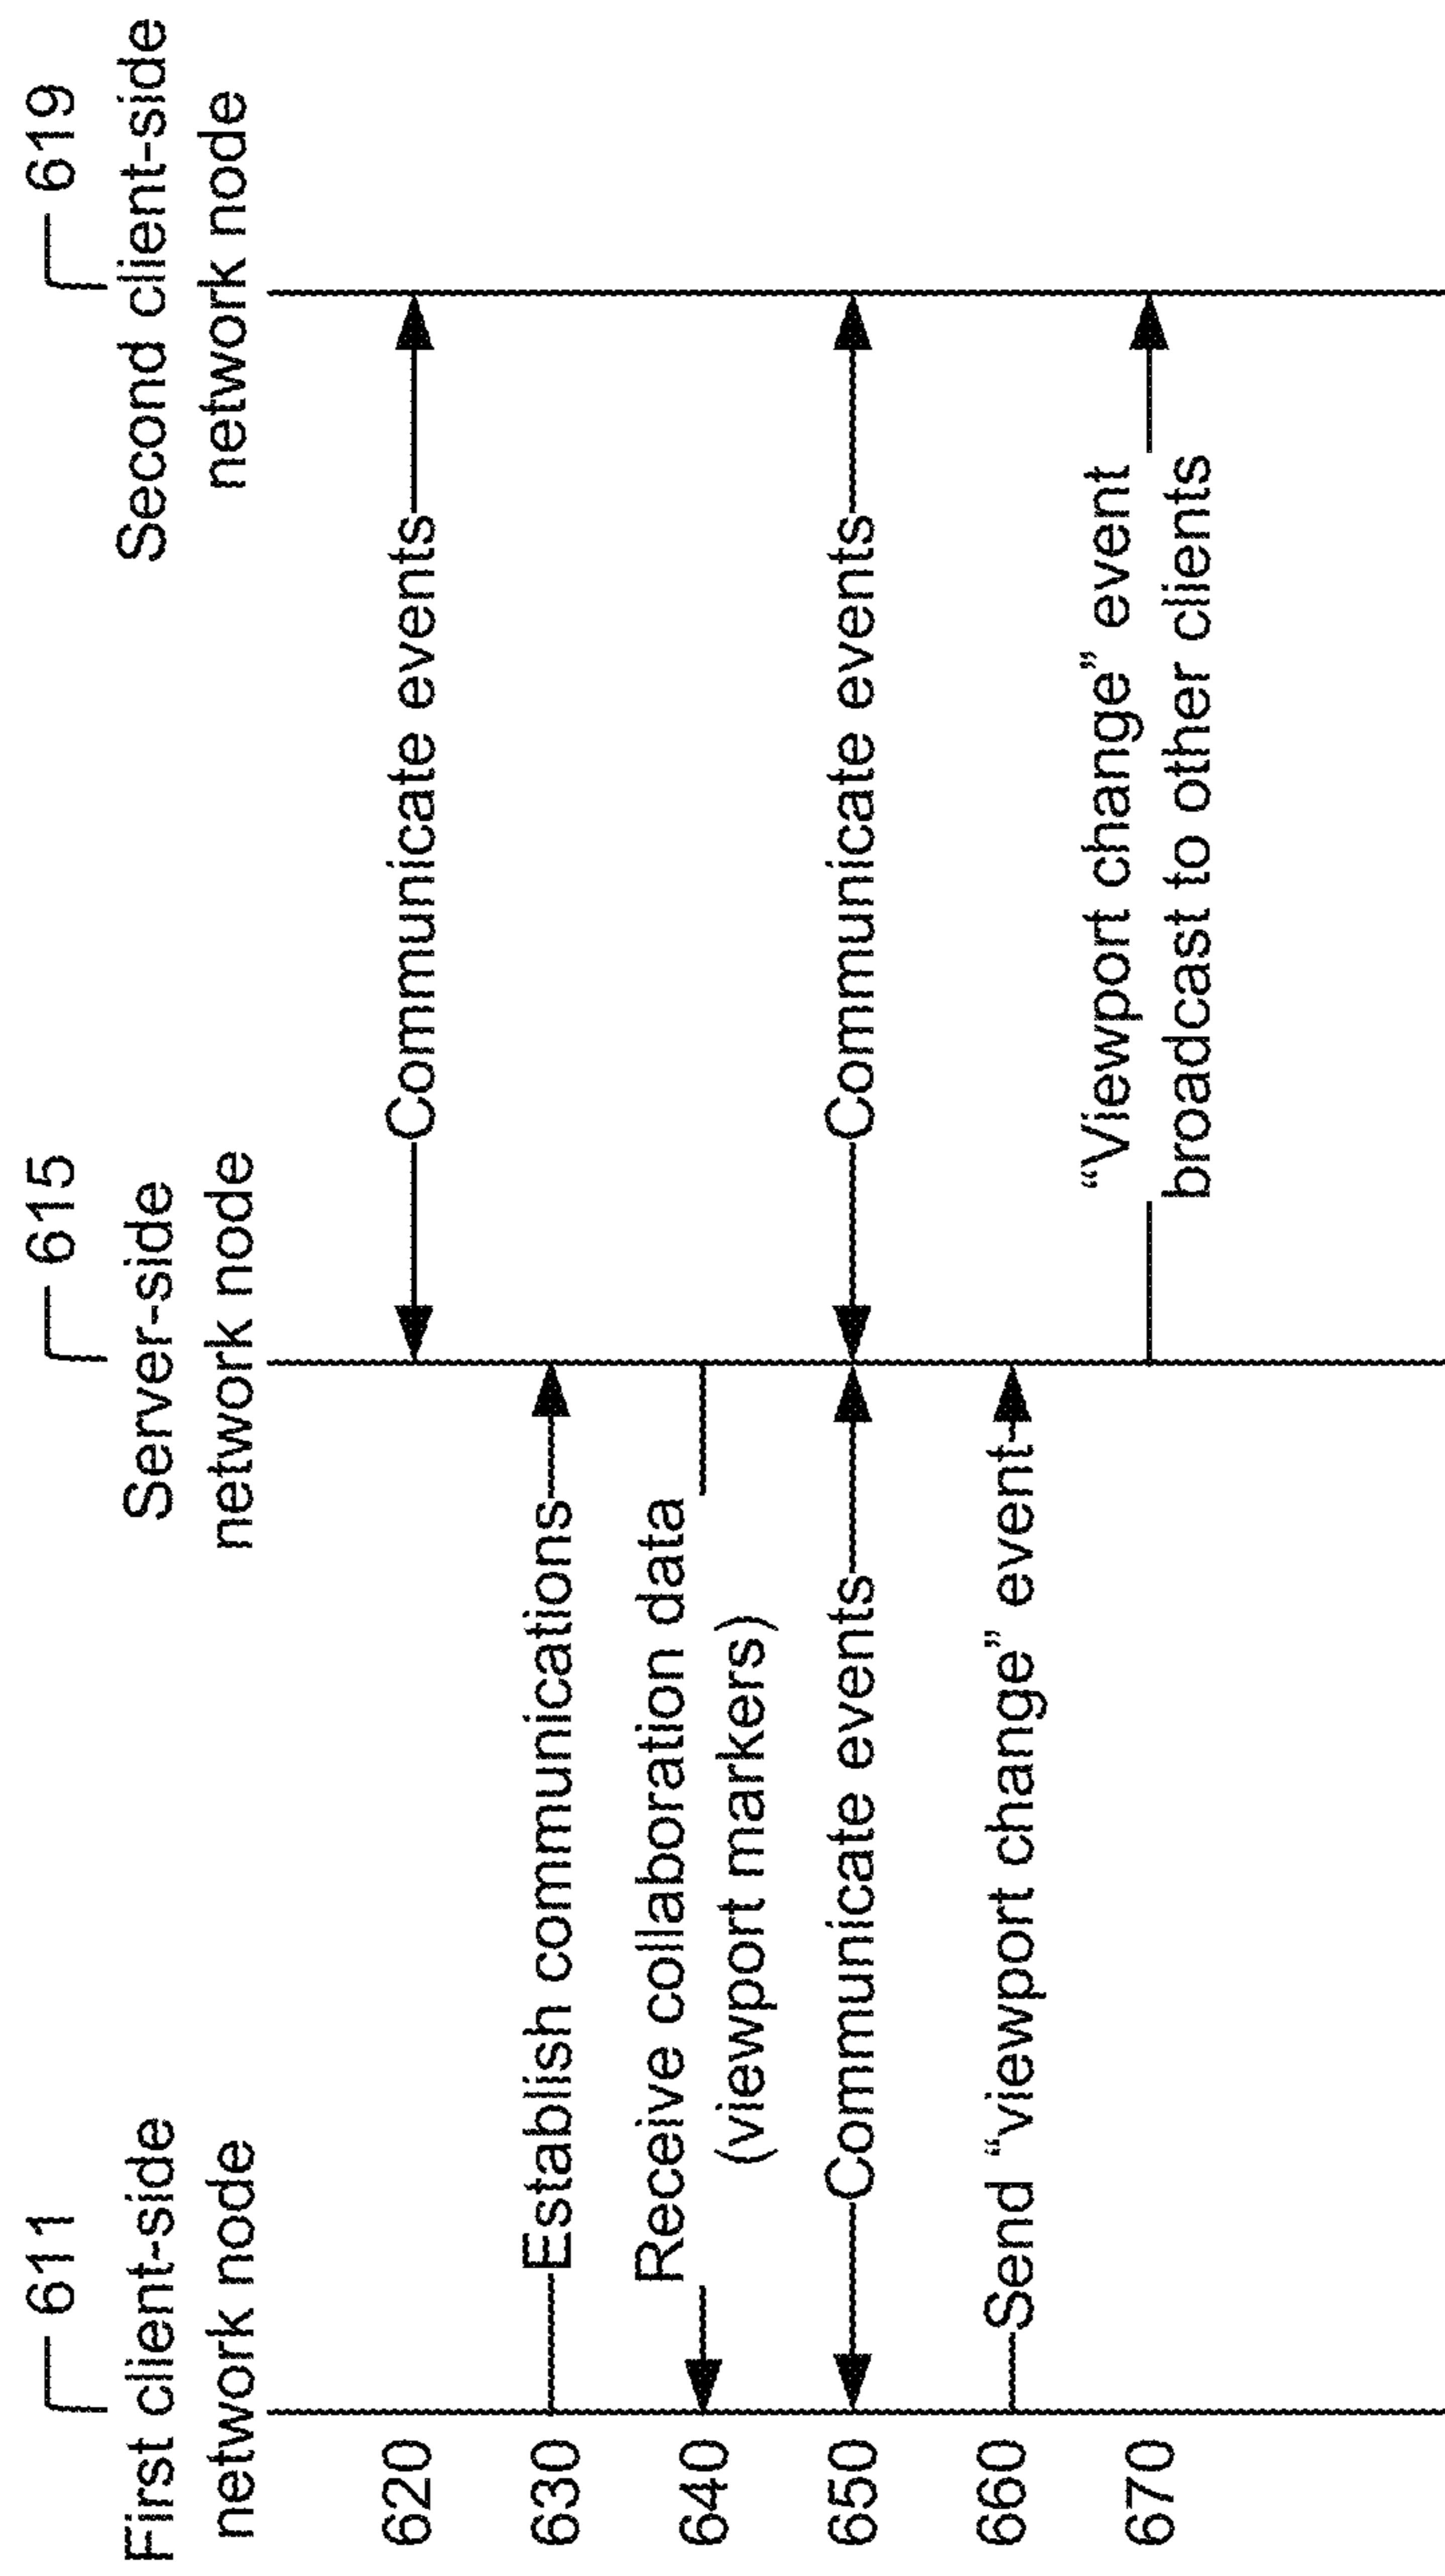 611
First client-side
network node
615
Server-side
network node
619
Second client-side
network node
620
Communicate events
630
Establish communications
640
Receive collaboration data
(viewport markers)
650
Communicate events
Communicate events
660
Send “viewport change” event
670
“Viewport change” event
broadcast to other clients